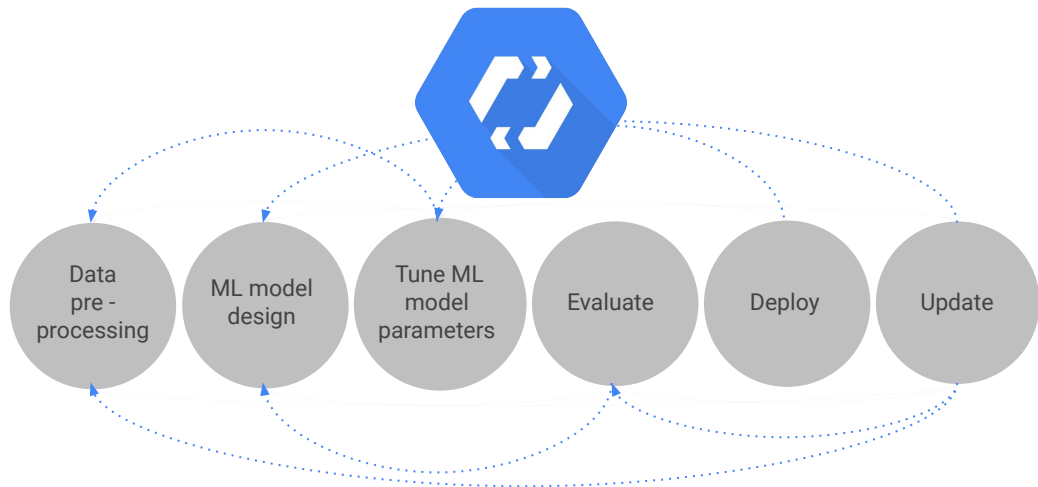 Data
pre -
processing
ML model
design
Tune ML
model
parameters
Evaluate
Deploy
Update